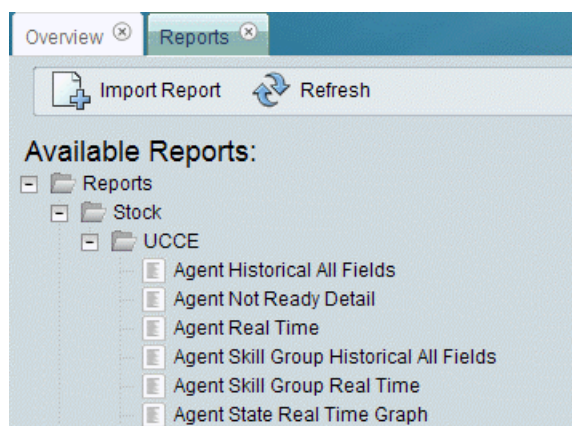 Overview Reports
Import Report Refresh
Available Reports:
Reports
Stock
UCCE
Agent Historical All Fields
Agent Not Ready Detail
Agent Real Time
Agent Skill Group Historical All Fields
Agent Skill Group Real Time
Agent State Real Time Graph